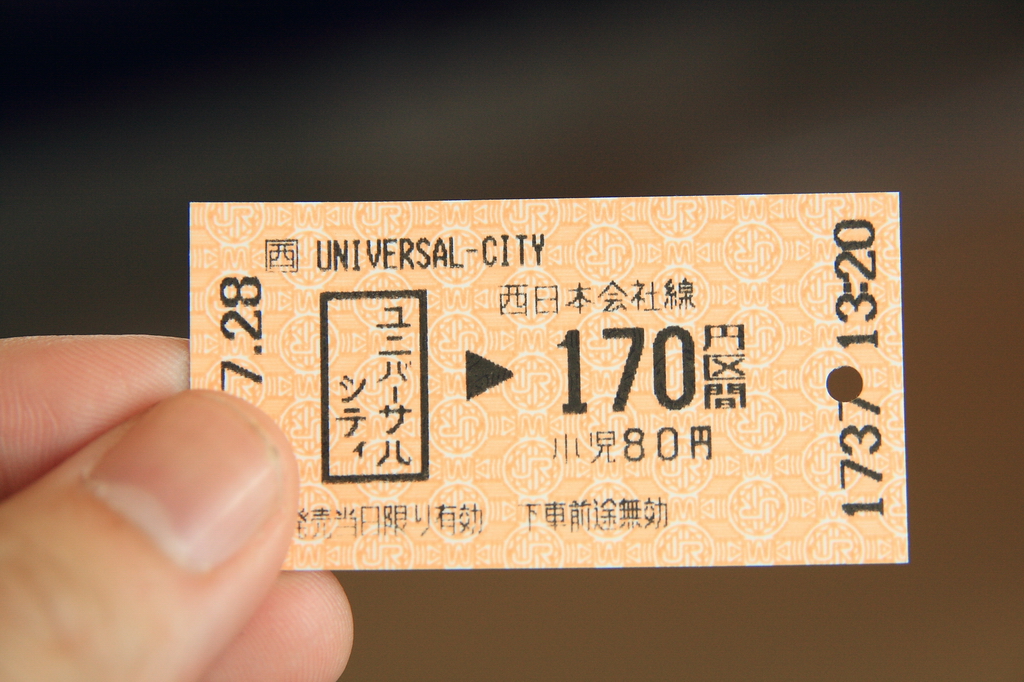 西 UNIVERSAL-CITY
西日本会社線
ユニバーサル
シティ
▶ 170円区間
小児80円
発売当日限り有効 下車前途無効
7.28
1737 13-20